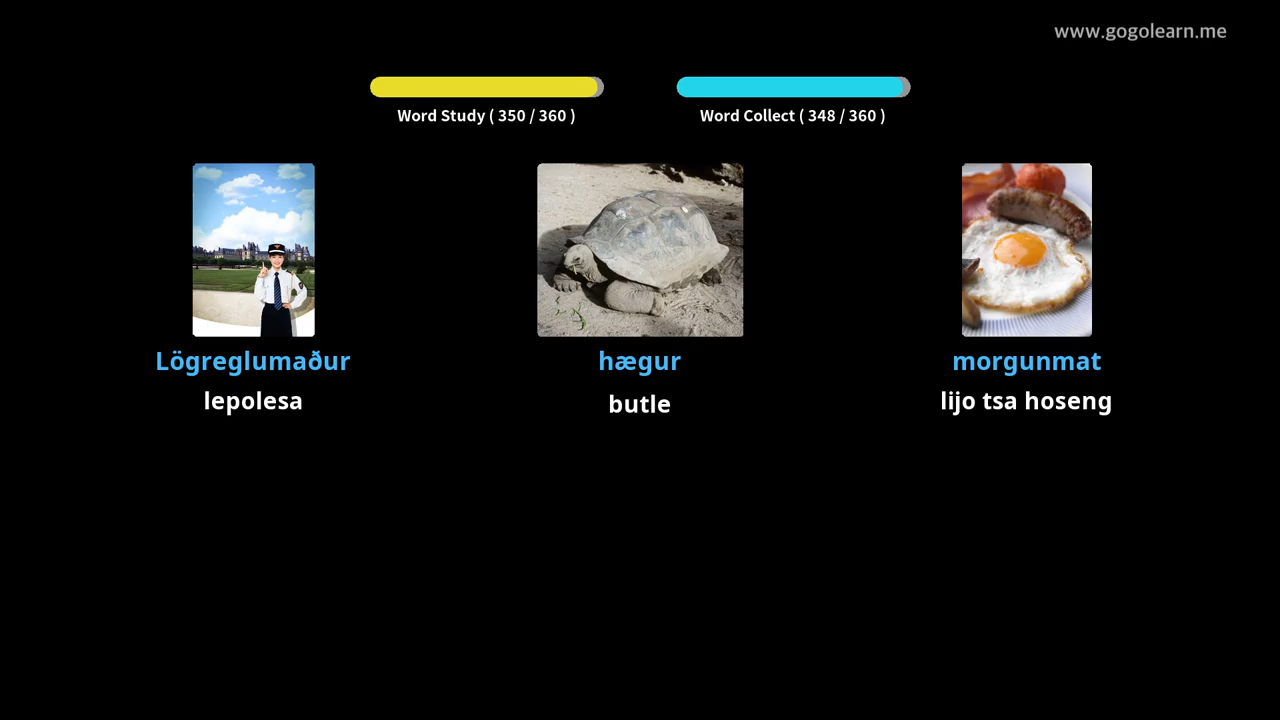 www.gogolearn.me
Word Study ( 350 / 360 )
Word Collect ( 348 / 360 )
Lögreglumaður
lepolesa
hægur
butle
morgunmat
lijo tsa hoseng